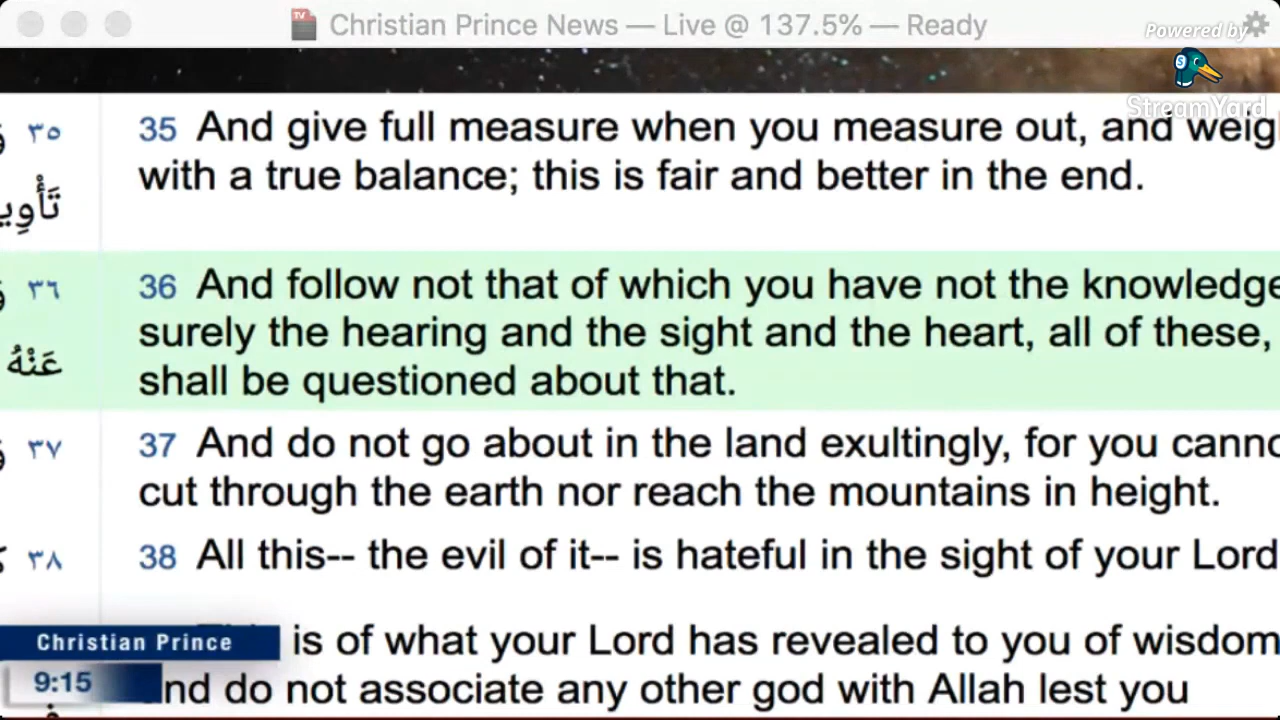 Christian Prince News — Live @ 137.5% — Ready
Powered by
StreamYard
٣٥
35 And give full measure when you measure out, and weig
with a true balance; this is fair and better in the end.
٣٦
36 And follow not that of which you have not the knowledge
surely the hearing and the sight and the heart, all of these,
عَنْهُ
shall be questioned about that.
٣٧
37 And do not go about in the land exultingly, for you canno
cut through the earth nor reach the mountains in height.
٣٨
38 All this-- the evil of it-- is hateful in the sight of your Lord
is of what your Lord has revealed to you of wisdom
nd do not associate any other god with Allah lest you
Christian Prince
9:15